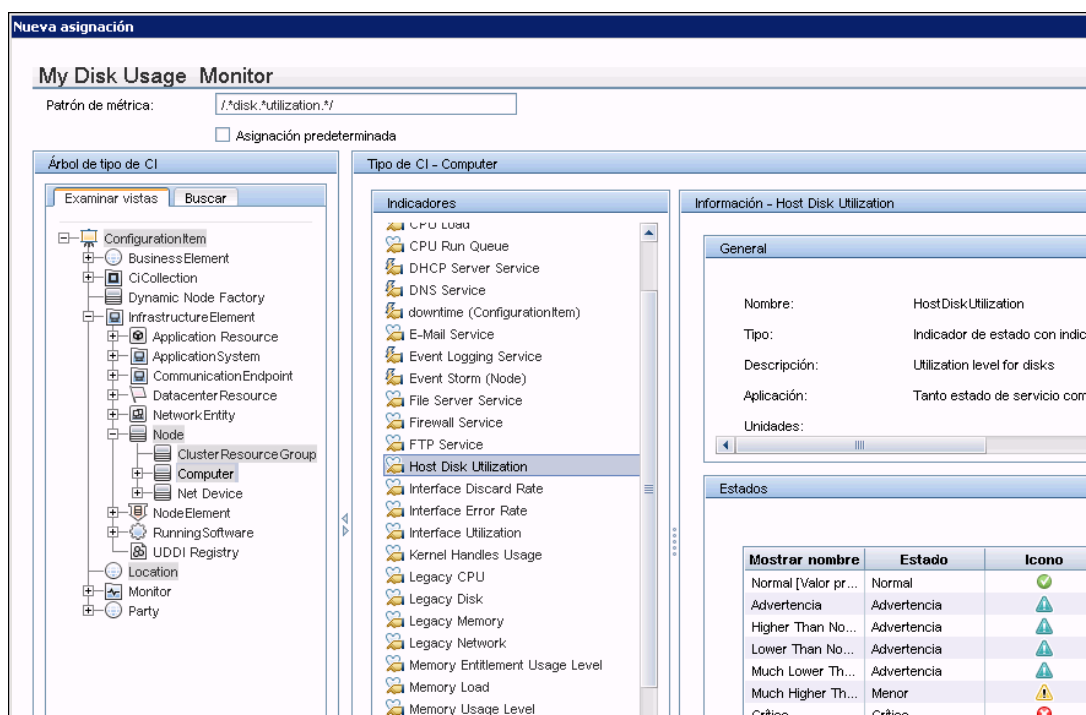 Nueva asignación
My Disk Usage Monitor
Patrón de métrica:
/.*disk.*utilization.*/
Asignación predeterminada
Árbol de tipo de CI
Examinar vistas
Buscar
ConfigurationItem
BusinessElement
CiCollection
Dynamic Node Factory
InfrastructureElement
Application Resource
ApplicationSystem
CommunicationEndpoint
DatacenterResource
NetworkEntity
Node
ClusterResourceGroup
Computer
Net Device
NodeElement
RunningSoftware
UDDI Registry
Location
Monitor
Party
Tipo de CI - Computer
Indicadores
CPU Load
CPU Run Queue
DHCP Server Service
DNS Service
downtime (ConfigurationItem)
E-Mail Service
Event Logging Service
Event Storm (Node)
File Server Service
Firewall Service
FTP Service
Host Disk Utilization
Interface Discard Rate
Interface Error Rate
Interface Utilization
Kernel Handles Usage
Legacy CPU
Legacy Disk
Legacy Memory
Legacy Network
Memory Entitlement Usage Level
Memory Load
Memory Usage Level
Información - Host Disk Utilization
General
Nombre: HostDiskUtilization
Tipo: Indicador de estado con indic
Descripción: Utilization level for disks
Aplicación: Tanto estado de servicio com
Unidades:
Estados
Mostrar nombre Estado Icono
Normal [Valor pr... Normal
Advertencia Advertencia
Higher Than No... Advertencia
Lower Than No... Advertencia
Much Lower Th... Advertencia
Much Higher Th... Menor
Crítico Crítico